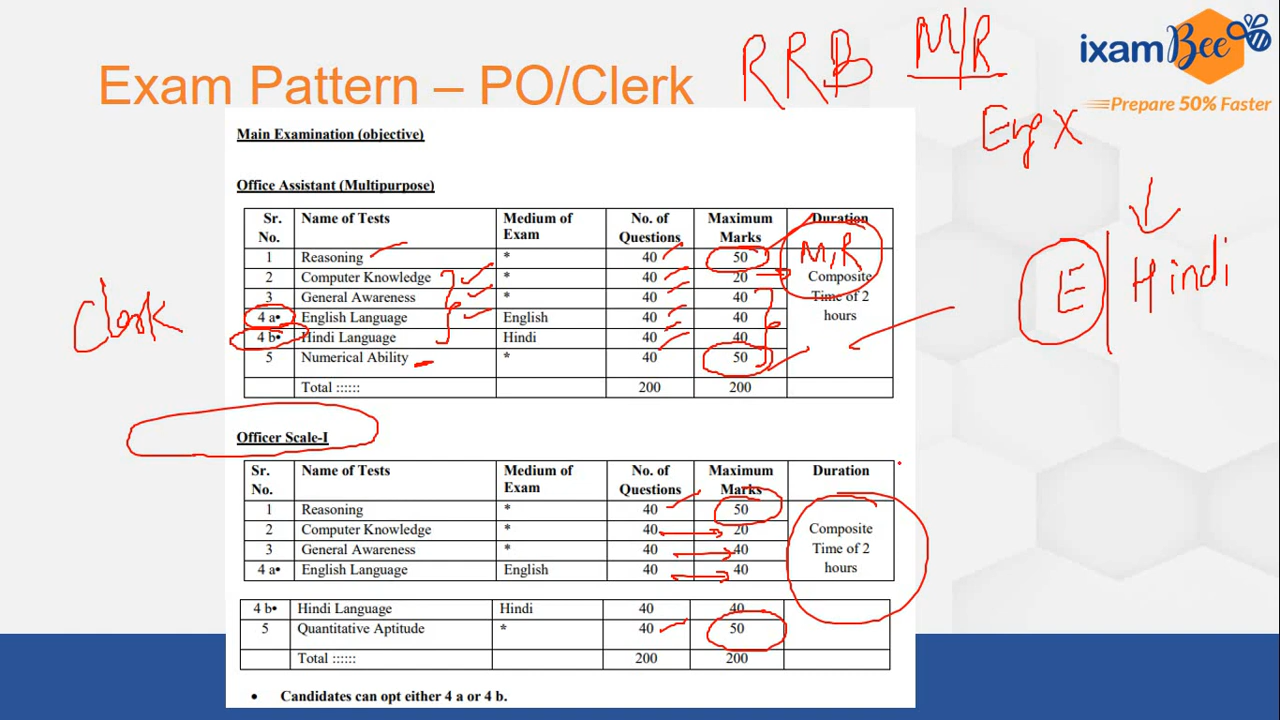 ixamBee
Prepare 50% Faster
RRB M/R
Exam Pattern – PO/Clerk
Eng X
Main Examination (objective)
Office Assistant (Multipurpose)
Sr. No. Name of Tests Medium of Exam No. of Questions Maximum Marks Duration
1 Reasoning * 40 50 Composite Time of 2 hours
2 Computer Knowledge * 40 20
3 General Awareness * 40 40
4 a• English Language English 40 40
4 b• Hindi Language Hindi 40 40
5 Numerical Ability * 40 50
Total :::::: 200 200
M,R
E Hindi
Clerk
Officer Scale-I
Sr. No. Name of Tests Medium of Exam No. of Questions Maximum Marks Duration
1 Reasoning * 40 50 Composite Time of 2 hours
2 Computer Knowledge * 40 20
3 General Awareness * 40 40
4 a• English Language English 40 40
4 b• Hindi Language Hindi 40 40
5 Quantitative Aptitude * 40 50
Total :::::: 200 200
• Candidates can opt either 4 a or 4 b.